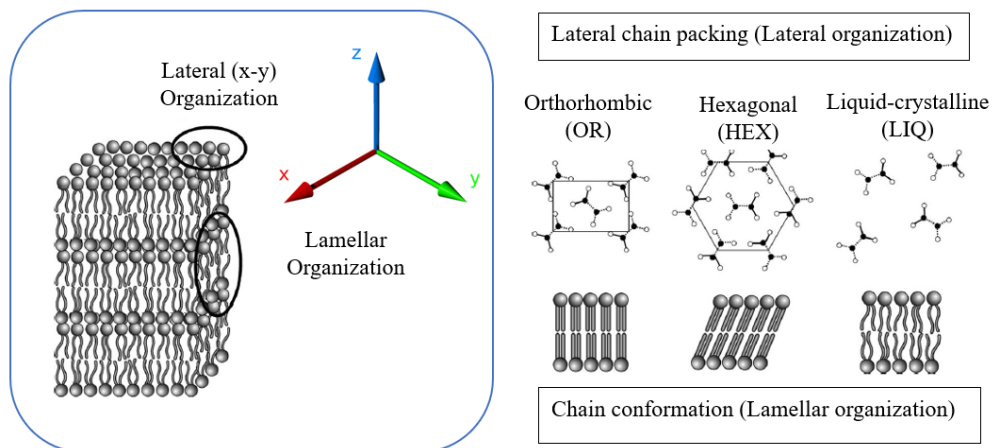 Lateral (x-y)
Organization
z
x
y
Lamellar
Organization
Lateral chain packing (Lateral organization)
Orthorhombic
(OR)
Hexagonal
(HEX)
Liquid-crystalline
(LIQ)
Chain conformation (Lamellar organization)